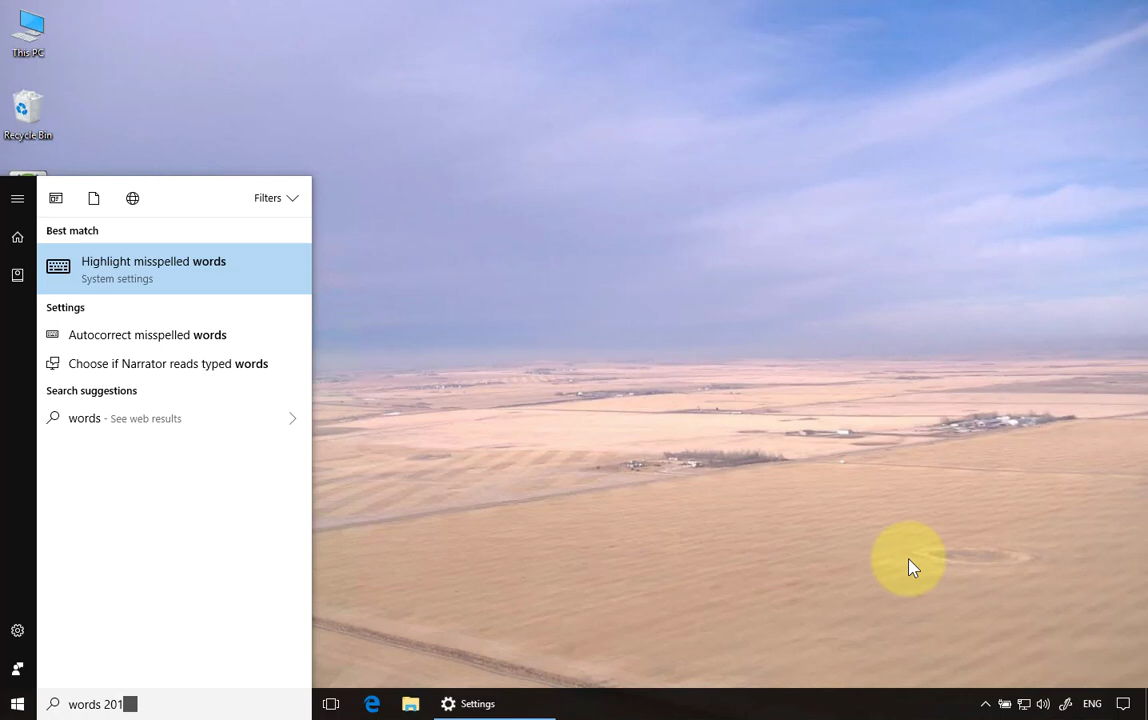 This PC
Recycle Bin
Filters
Best match
Highlight misspelled words
System settings
Settings
Autocorrect misspelled words
Choose if Narrator reads typed words
Search suggestions
words - See web results
words 201
Settings
ENG